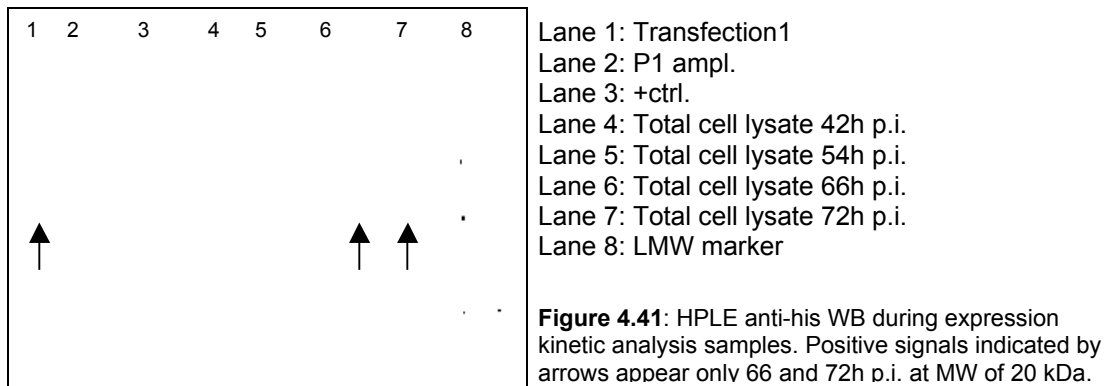 1 2 3 4 5 6 7 8
Lane 1: Transfection1
Lane 2: P1 ampl.
Lane 3: +ctrl.
Lane 4: Total cell lysate 42h p.i.
Lane 5: Total cell lysate 54h p.i.
Lane 6: Total cell lysate 66h p.i.
Lane 7: Total cell lysate 72h p.i.
Lane 8: LMW marker
Figure 4.41: HPLE anti-his WB during expression
kinetic analysis samples. Positive signals indicated by
arrows appear only 66 and 72h p.i. at MW of 20 kDa.